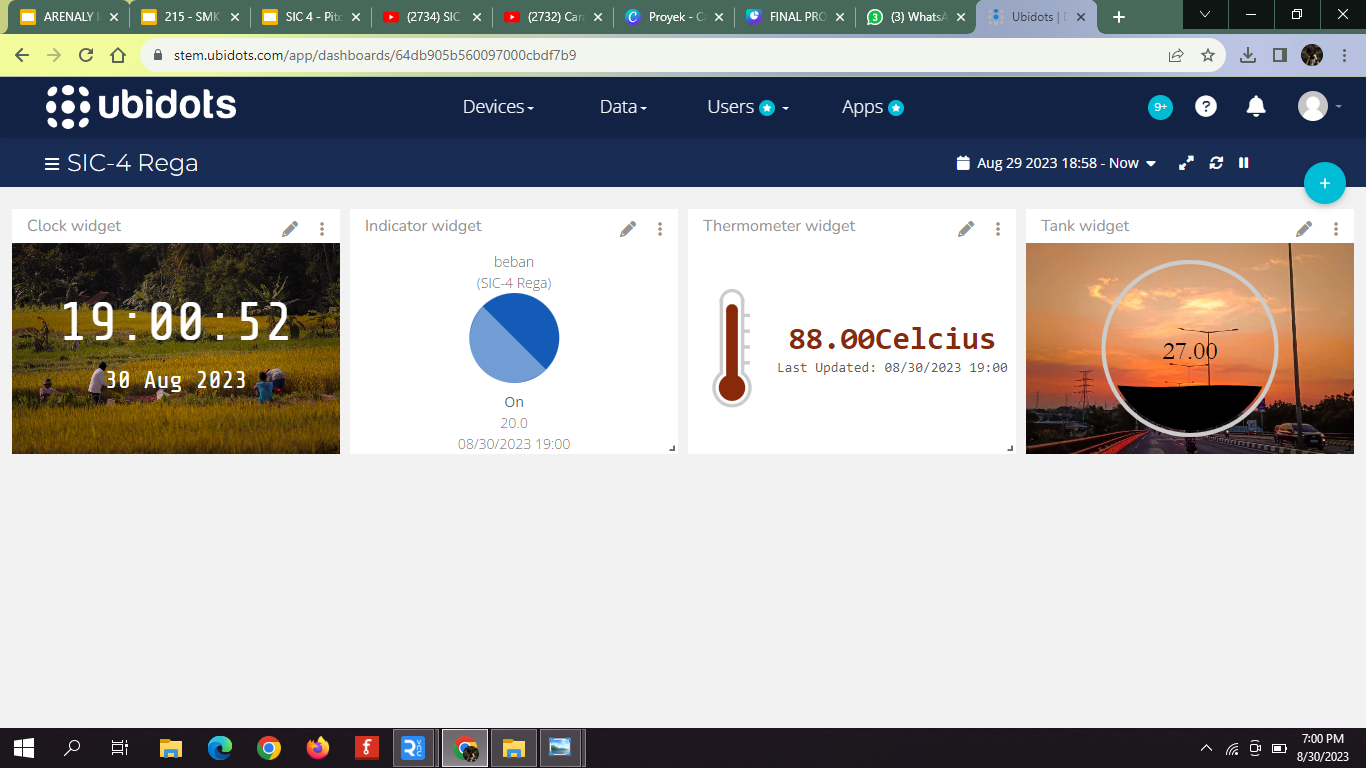 ARENALY I
215 - SMK
SIC 4 - Pitc
(2734) SIC
(2732) Cara
Proyek - Ca
FINAL PRO
(3) WhatsA
Ubidots | D
stem.ubidots.com/app/dashboards/64db905b560097000cbdf7b9
ubidots
Devices
Data
Users
Apps
9+
?
SIC-4 Rega
Aug 29 2023 18:58 - Now
+
Clock widget
19:00:52
30 Aug 2023
Indicator widget
beban
(SIC-4 Rega)
On
20.0
08/30/2023 19:00
Thermometer widget
88.00Celcius
Last Updated: 08/30/2023 19:00
Tank widget
27.00
7:00 PM
8/30/2023